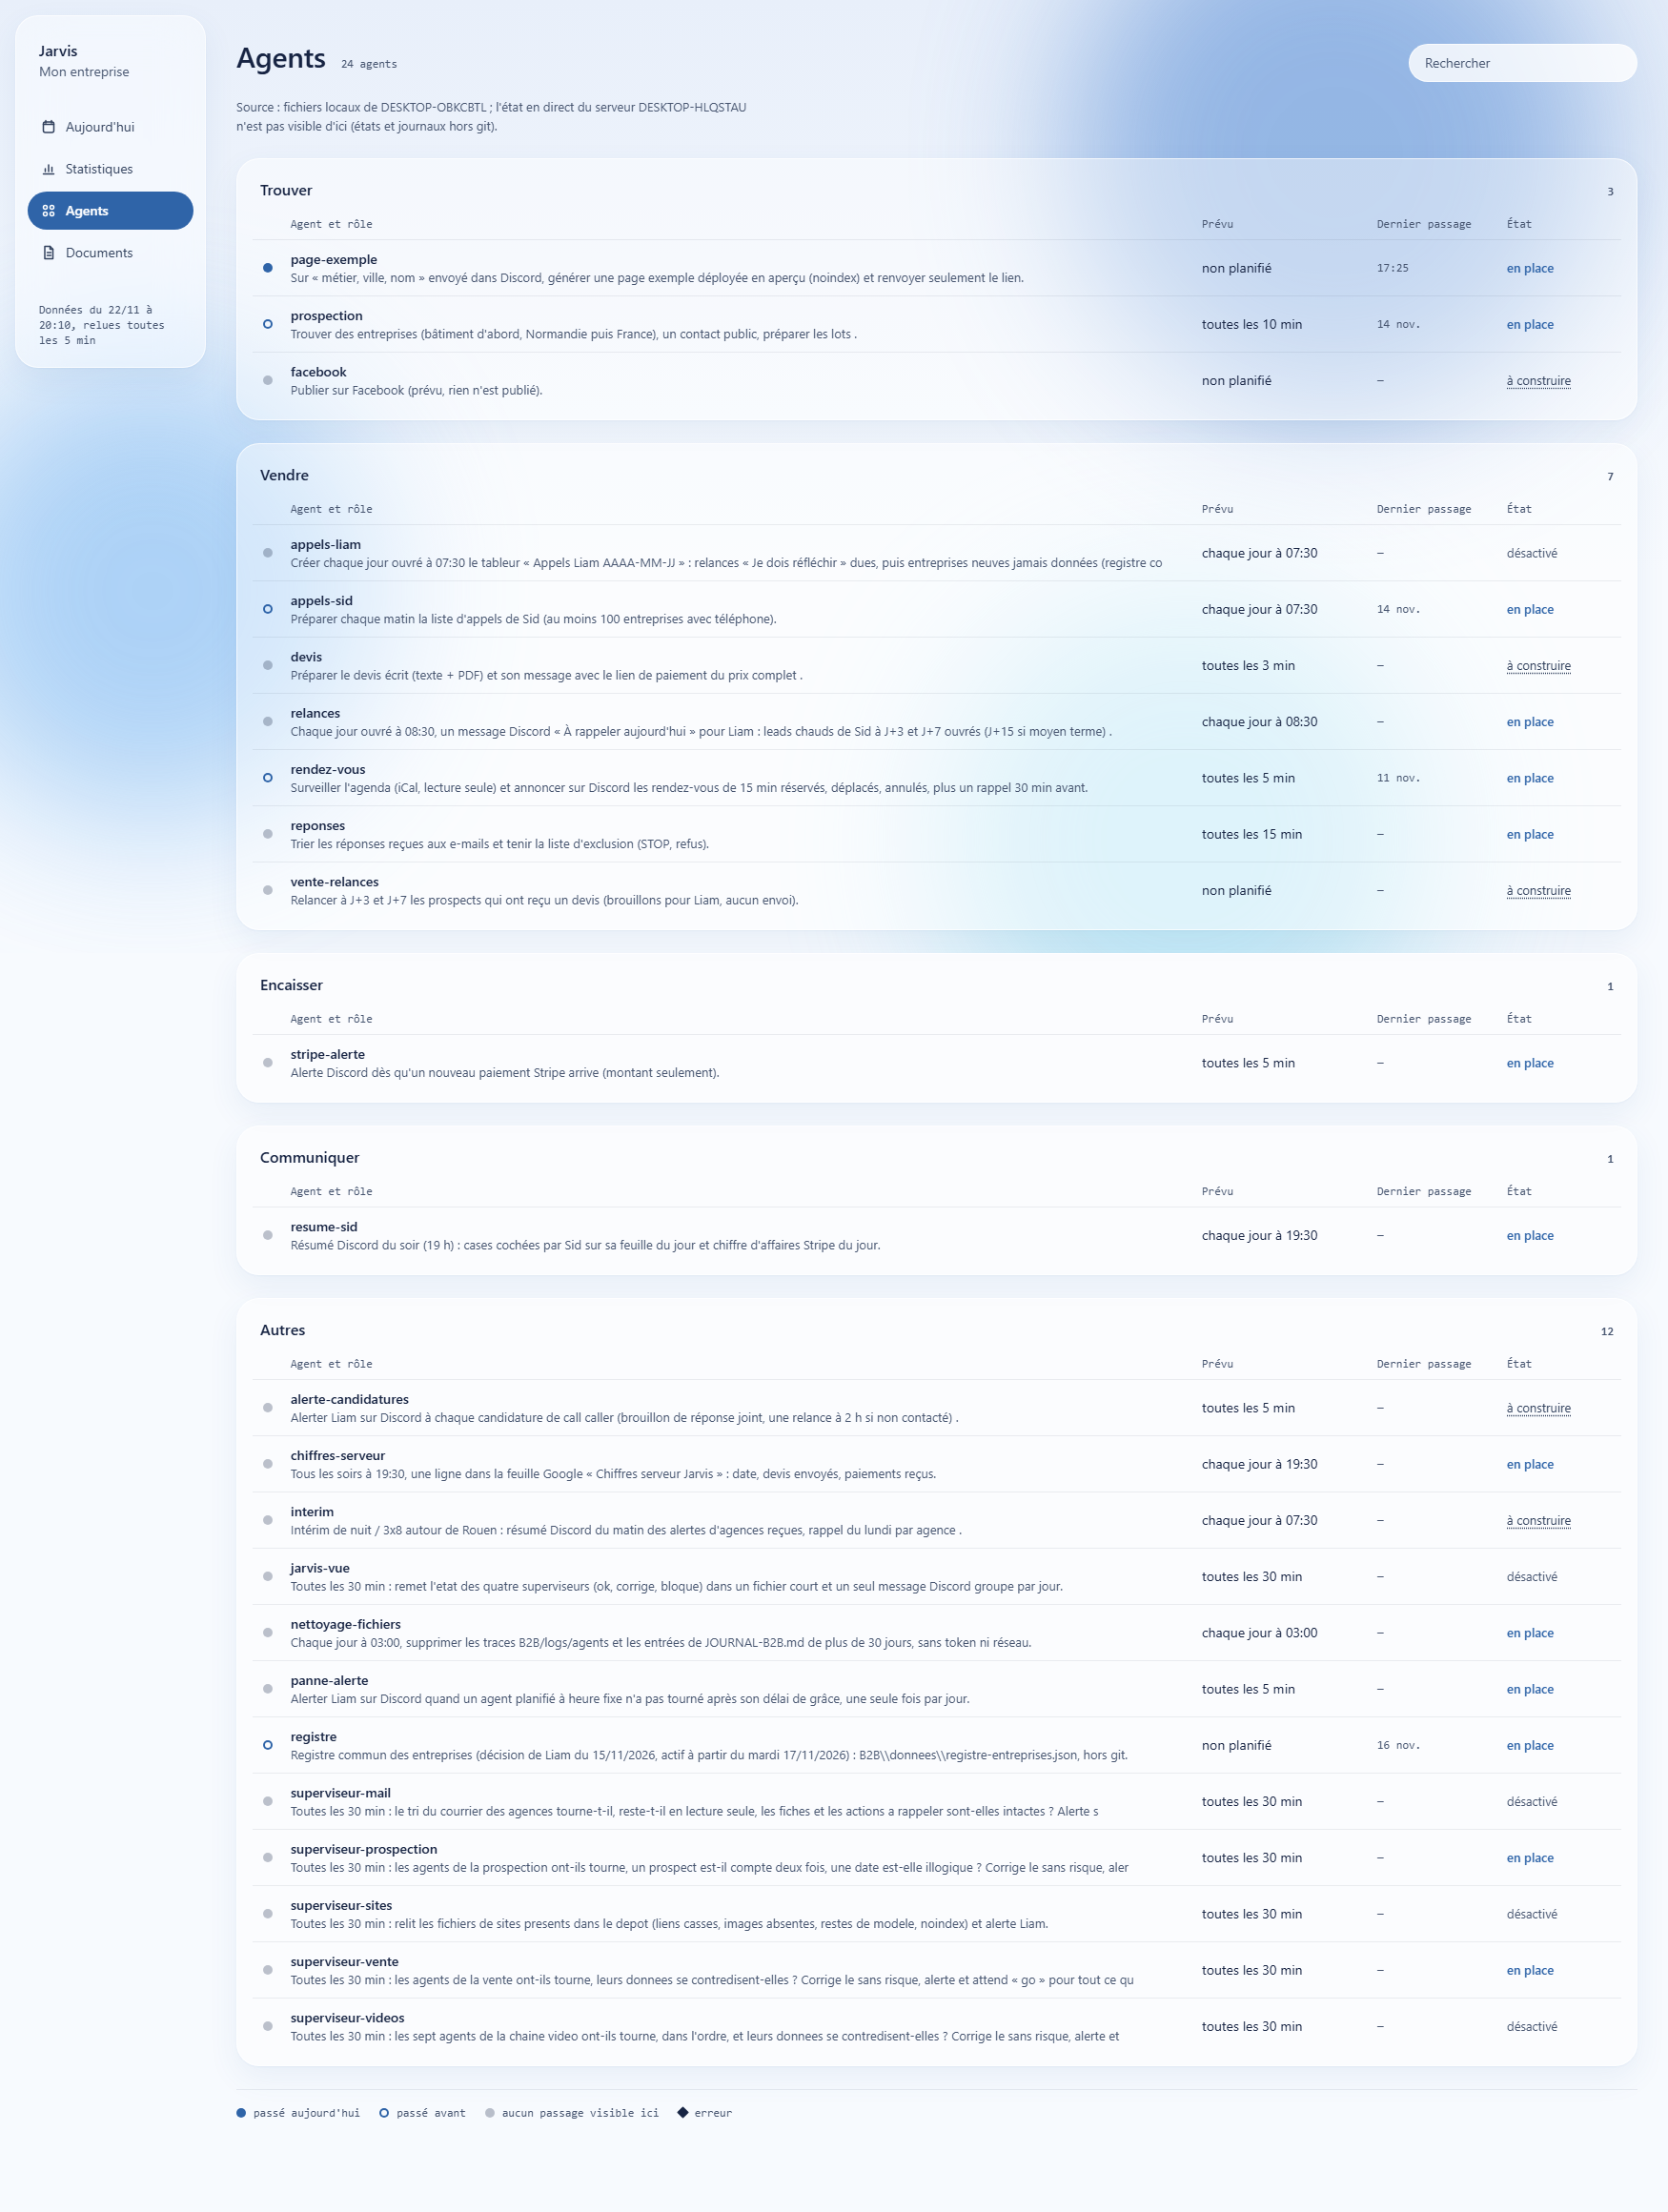 Jarvis
Mon entreprise
Aujourd'hui
Statistiques
Agents
Documents
Données du 22/11 à
20:10, relues toutes
les 5 min
Agents 24 agents
Rechercher
Source : fichiers locaux de DESKTOP-OBKCBTL ; l'état en direct du serveur DESKTOP-HLQSTAU
n'est pas visible d'ici (états et journaux hors git).
Trouver 3
Agent et rôle Prévu Dernier passage État
page-exemple
Sur « métier, ville, nom » envoyé dans Discord, générer une page exemple déployée en aperçu (noindex) et renvoyer seulement le lien.
non planifié 17:25 en place
prospection
Trouver des entreprises (bâtiment d'abord, Normandie puis France), un contact public, préparer les lots .
toutes les 10 min 14 nov. en place
facebook
Publier sur Facebook (prévu, rien n'est publié).
non planifié – à construire
Vendre 7
Agent et rôle Prévu Dernier passage État
appels-liam
Créer chaque jour ouvré à 07:30 le tableur « Appels Liam AAAA-MM-JJ » : relances « Je dois réfléchir » dues, puis entreprises neuves jamais données (registre co
chaque jour à 07:30 – désactivé
appels-sid
Préparer chaque matin la liste d'appels de Sid (au moins 100 entreprises avec téléphone).
chaque jour à 07:30 14 nov. en place
devis
Préparer le devis écrit (texte + PDF) et son message avec le lien de paiement du prix complet .
toutes les 3 min – à construire
relances
Chaque jour ouvré à 08:30, un message Discord « À rappeler aujourd'hui » pour Liam : leads chauds de Sid à J+3 et J+7 ouvrés (J+15 si moyen terme) .
chaque jour à 08:30 – en place
rendez-vous
Surveiller l'agenda (iCal, lecture seule) et annoncer sur Discord les rendez-vous de 15 min réservés, déplacés, annulés, plus un rappel 30 min avant.
toutes les 5 min 11 nov. en place
reponses
Trier les réponses reçues aux e-mails et tenir la liste d'exclusion (STOP, refus).
toutes les 15 min – en place
vente-relances
Relancer à J+3 et J+7 les prospects qui ont reçu un devis (brouillons pour Liam, aucun envoi).
non planifié – à construire
Encaisser 1
Agent et rôle Prévu Dernier passage État
stripe-alerte
Alerte Discord dès qu'un nouveau paiement Stripe arrive (montant seulement).
toutes les 5 min – en place
Communiquer 1
Agent et rôle Prévu Dernier passage État
resume-sid
Résumé Discord du soir (19 h) : cases cochées par Sid sur sa feuille du jour et chiffre d'affaires Stripe du jour.
chaque jour à 19:30 – en place
Autres 12
Agent et rôle Prévu Dernier passage État
alerte-candidatures
Alerter Liam sur Discord à chaque candidature de call caller (brouillon de réponse joint, une relance à 2 h si non contacté) .
toutes les 5 min – à construire
chiffres-serveur
Tous les soirs à 19:30, une ligne dans la feuille Google « Chiffres serveur Jarvis » : date, devis envoyés, paiements reçus.
chaque jour à 19:30 – en place
interim
Intérim de nuit / 3x8 autour de Rouen : résumé Discord du matin des alertes d'agences reçues, rappel du lundi par agence .
chaque jour à 07:30 – à construire
jarvis-vue
Toutes les 30 min : remet l'etat des quatre superviseurs (ok, corrige, bloque) dans un fichier court et un seul message Discord groupe par jour.
toutes les 30 min – désactivé
nettoyage-fichiers
Chaque jour à 03:00, supprimer les traces B2B/logs/agents et les entrées de JOURNAL-B2B.md de plus de 30 jours, sans token ni réseau.
chaque jour à 03:00 – en place
panne-alerte
Alerter Liam sur Discord quand un agent planifié à heure fixe n'a pas tourné après son délai de grâce, une seule fois par jour.
toutes les 5 min – en place
registre
Registre commun des entreprises (décision de Liam du 15/11/2026, actif à partir du mardi 17/11/2026) : B2B\\donnees\\registre-entreprises.json, hors git.
non planifié 16 nov. en place
superviseur-mail
Toutes les 30 min : le tri du courrier des agences tourne-t-il, reste-t-il en lecture seule, les fiches et les actions a rappeler sont-elles intactes ? Alerte s
toutes les 30 min – désactivé
superviseur-prospection
Toutes les 30 min : les agents de la prospection ont-ils tourne, un prospect est-il compte deux fois, une date est-elle illogique ? Corrige le sans risque, aler
toutes les 30 min – en place
superviseur-sites
Toutes les 30 min : relit les fichiers de sites presents dans le depot (liens casses, images absentes, restes de modele, noindex) et alerte Liam.
toutes les 30 min – désactivé
superviseur-vente
Toutes les 30 min : les agents de la vente ont-ils tourne, leurs donnees se contredisent-elles ? Corrige le sans risque, alerte et attend « go » pour tout ce qu
toutes les 30 min – en place
superviseur-videos
Toutes les 30 min : les sept agents de la chaine video ont-ils tourne, dans l'ordre, et leurs donnees se contredisent-elles ? Corrige le sans risque, alerte et
toutes les 30 min – désactivé
passé aujourd'hui passé avant aucun passage visible ici erreur